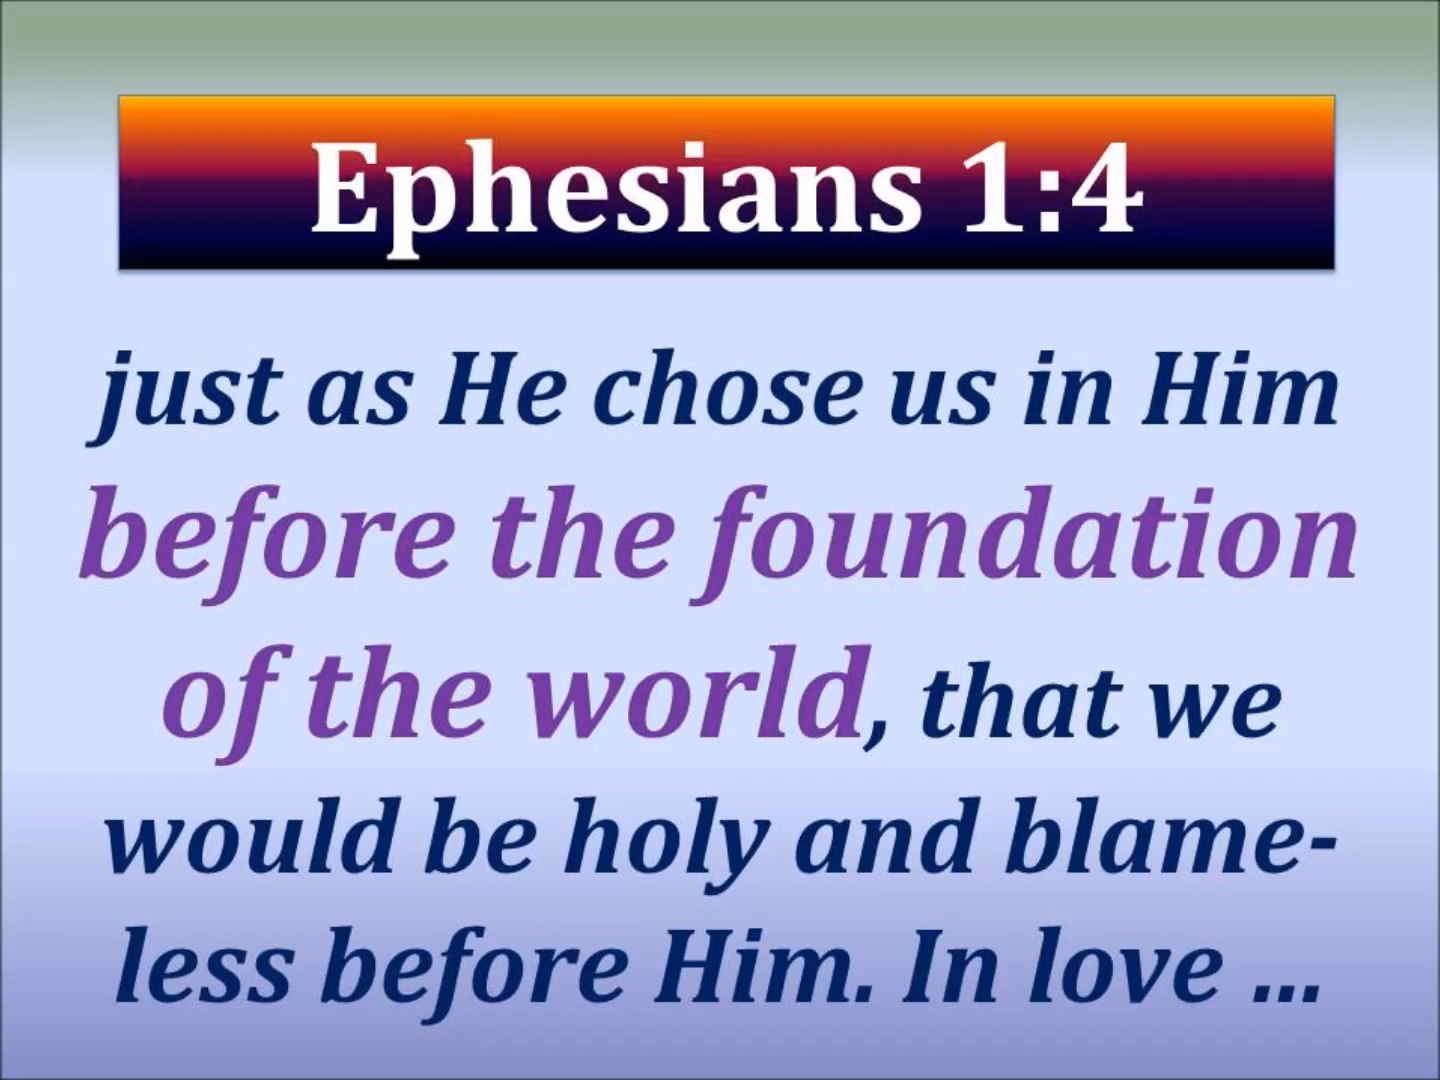 Ephesians 1:4
just as He chose us in Him
before the foundation
of the world, that we
would be holy and blame-
less before Him. In love ...